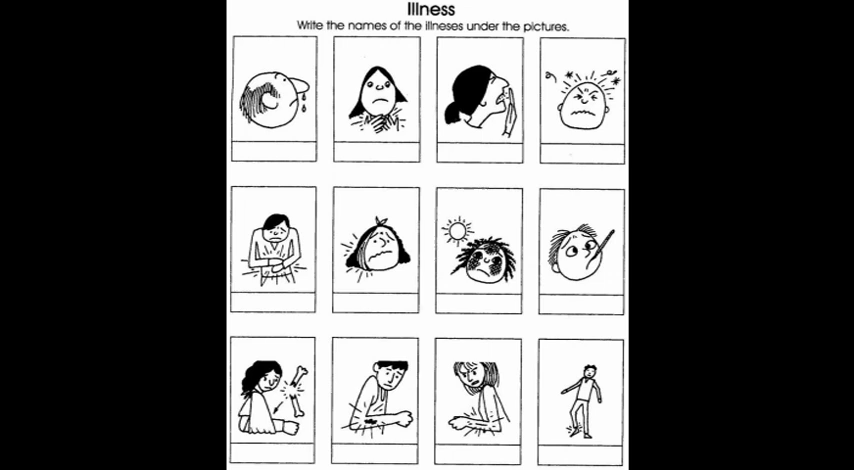 Illness
Write the names of the illneses under the pictures.